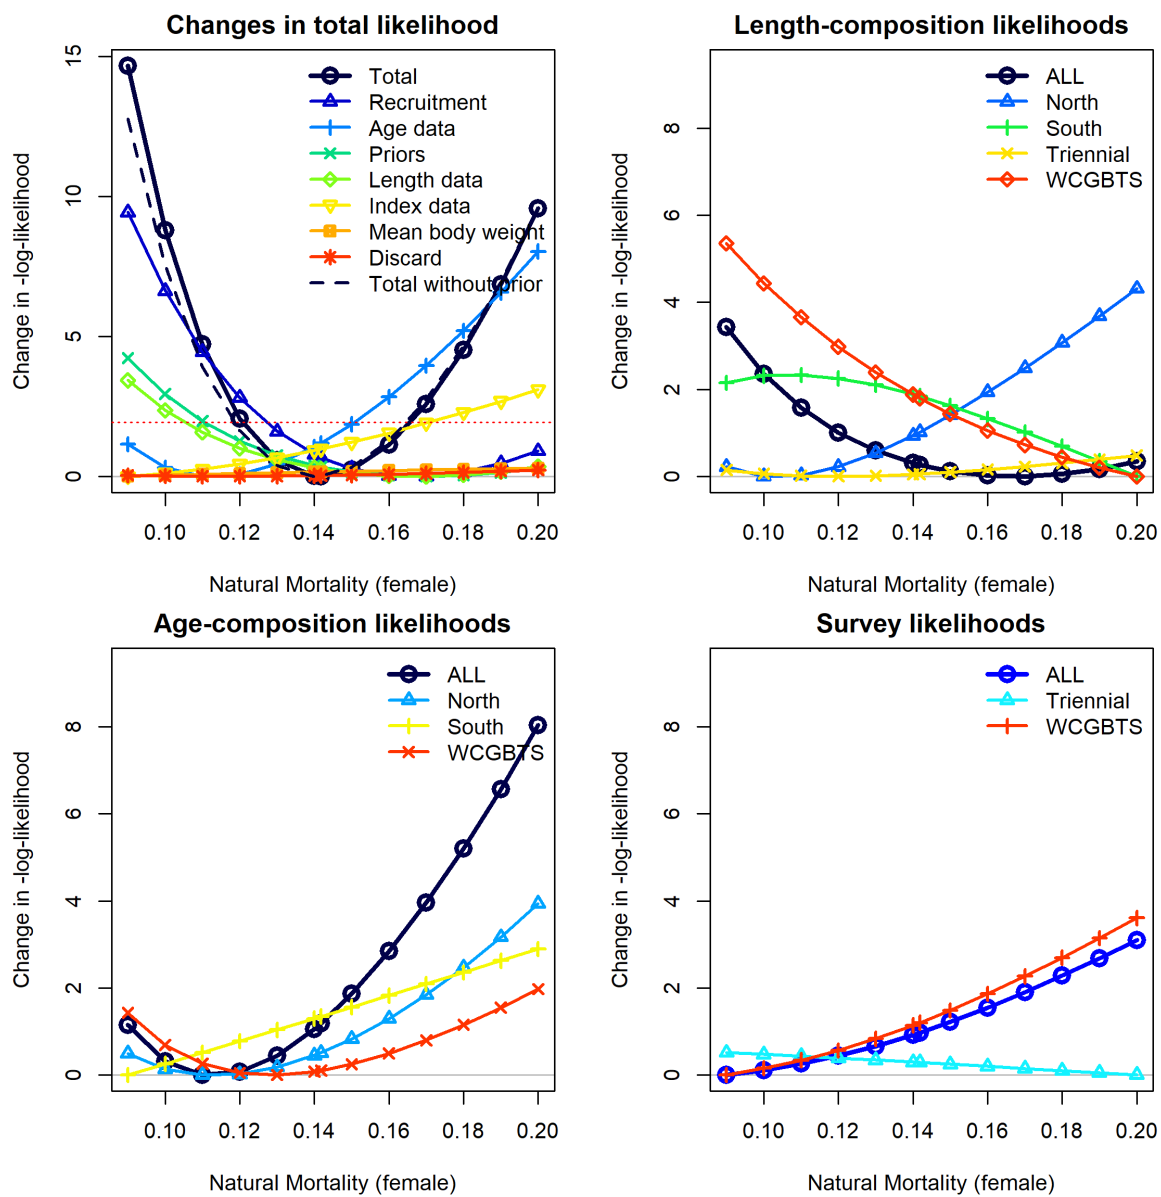 Changes in total likelihood
Change in -log-likelihood
15
10
5
0
Total
Recruitment
Age data
Priors
Length data
Index data
Mean body weight
Discard
Total without prior
0.10
0.12
0.14
0.16
0.18
0.20
Natural Mortality (female)
Length-composition likelihoods
Change in -log-likelihood
8
6
4
2
0
ALL
North
South
Triennial
WCGBTS
0.10
0.12
0.14
0.16
0.18
0.20
Natural Mortality (female)
Age-composition likelihoods
Change in -log-likelihood
8
6
4
2
0
ALL
North
South
WCGBTS
0.10
0.12
0.14
0.16
0.18
0.20
Natural Mortality (female)
Survey likelihoods
Change in -log-likelihood
8
6
4
2
0
ALL
Triennial
WCGBTS
0.10
0.12
0.14
0.16
0.18
0.20
Natural Mortality (female)